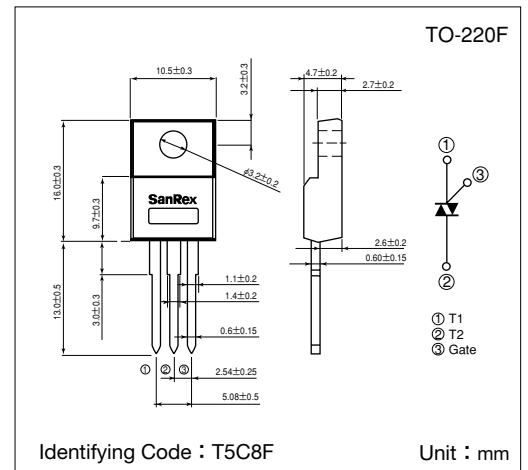 TO-220F
10.5±0.3
3.2±0.3
4.7±0.2
2.7±0.2
16.0±0.3
9.7±0.3
φ3.2±0.2
SanRex
13.0±0.5
3.0±0.3
1.1±0.2
1.4±0.2
0.6±0.15
2.54±0.25
5.08±0.5
① ② ③
2.6±0.2
0.60±0.15
①
③
②
① T1
② T2
③ Gate
Identifying Code：T5C8F
Unit：mm